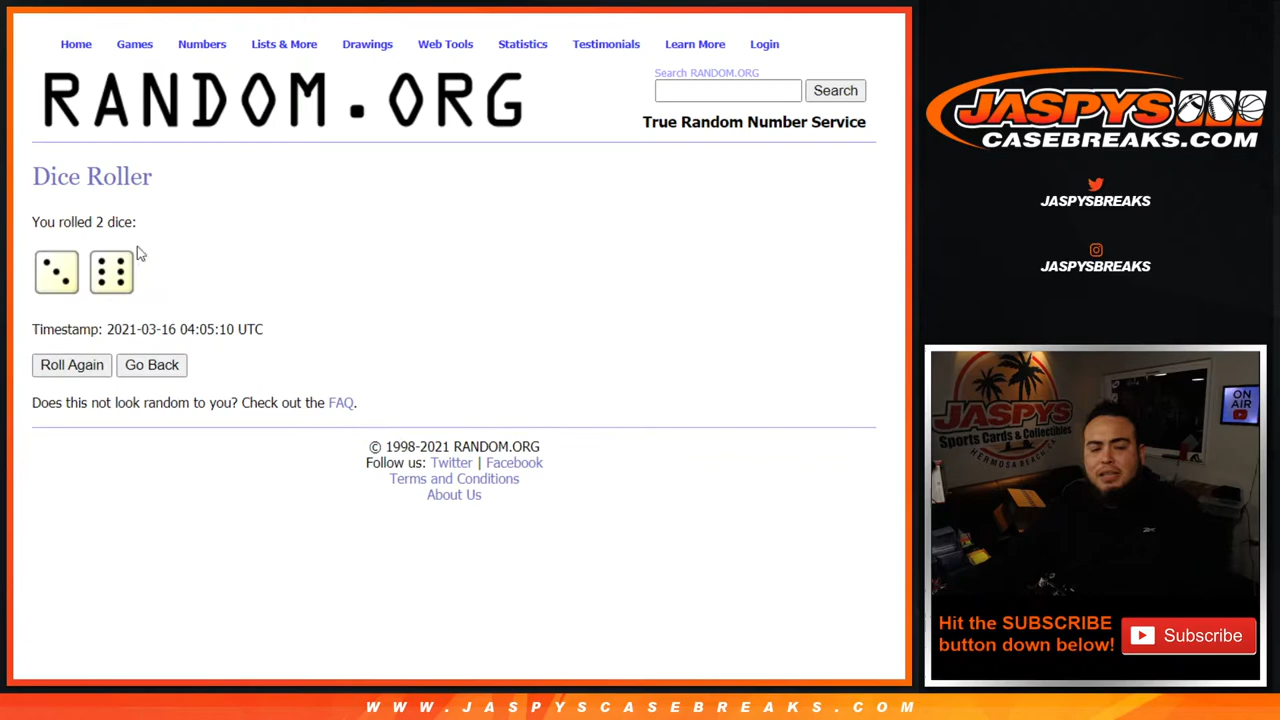 Home Games Numbers Lists & More Drawings Web Tools Statistics Testimonials Learn More Login
RANDOM.ORG
Search RANDOM.ORG
Search
True Random Number Service
Dice Roller
You rolled 2 dice:
Timestamp: 2021-03-16 04:05:10 UTC
Roll Again Go Back
Does this not look random to you? Check out the FAQ.
© 1998-2021 RANDOM.ORG
Follow us: Twitter | Facebook
Terms and Conditions
About Us
JASPYS
CASEBREAKS.COM
JASPYSBREAKS
JASPYSBREAKS
JASPYS
Sports Cards & Collectibles
HERMOSA BEACH, CA
ON
AIR
Hit the SUBSCRIBE
button down below!
Subscribe
WWW.JASPYSCASEBREAKS.COM